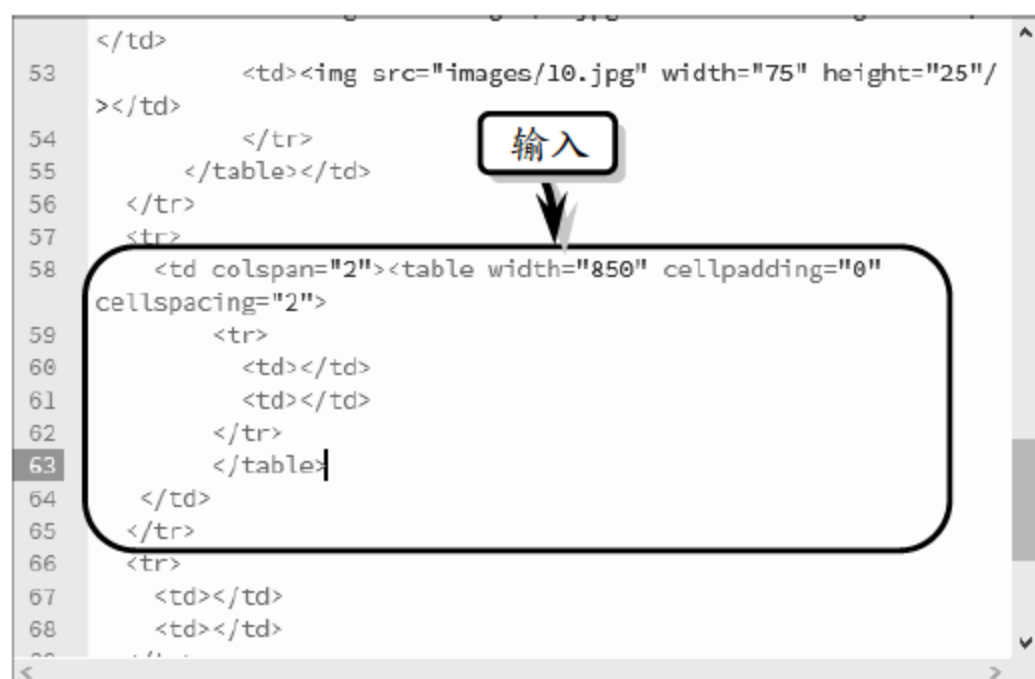 </td>
53 <td><img src="images/10.jpg" width="75" height="25"/
></td>
输入
54 </tr>
55 </table></td>
56 </tr>
57 <tr>
58 <td colspan="2"><table width="850" cellpadding="0"
cellspacing="2">
59 <tr>
60 <td></td>
61 <td></td>
62 </tr>
63 </table>
64 </td>
65 </tr>
66 <tr>
67 <td></td>
68 <td></td>